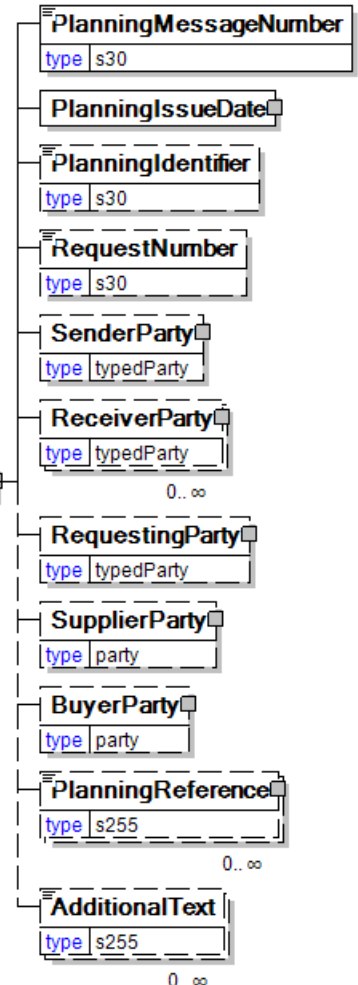 PlanningMessageNumber
type s30
PlanningIssueDate
PlanningIdentifier
type s30
RequestNumber
type s30
SenderParty
type typedParty
ReceiverParty
type typedParty
0.. ∞
RequestingParty
type typedParty
SupplierParty
type party
BuyerParty
type party
PlanningReference
type s255
0.. ∞
AdditionalText
type s255
0.. ∞